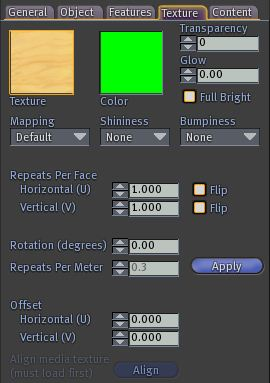 General Object Features Texture Content
Transparency
0
Glow
0.00
Full Bright
Texture Color
Mapping Shininess Bumpiness
Default None None
Repeats Per Face
Horizontal (U) 1.000 Flip
Vertical (V) 1.000 Flip
Rotation (degrees) 0.00
Repeats Per Meter 0.3 Apply
Offset
Horizontal (U) 0.000
Vertical (V) 0.000
Align media texture
(must load first) Align